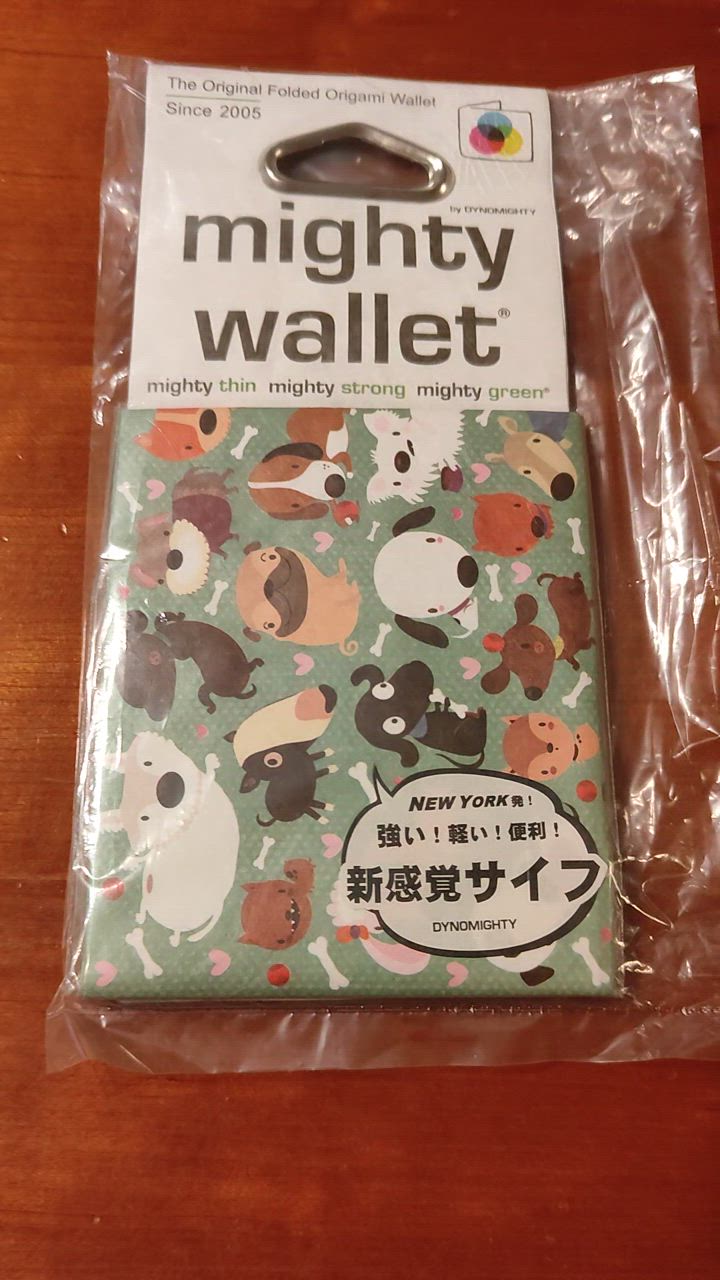 The Original Folded Origami Wallet
Since 2005
by DYNOMIGHTY
mighty
wallet®
mighty thin mighty strong mighty green®
NEW YORK発！
強い！軽い！便利！
新感覚サイフ
DYNOMIGHTY